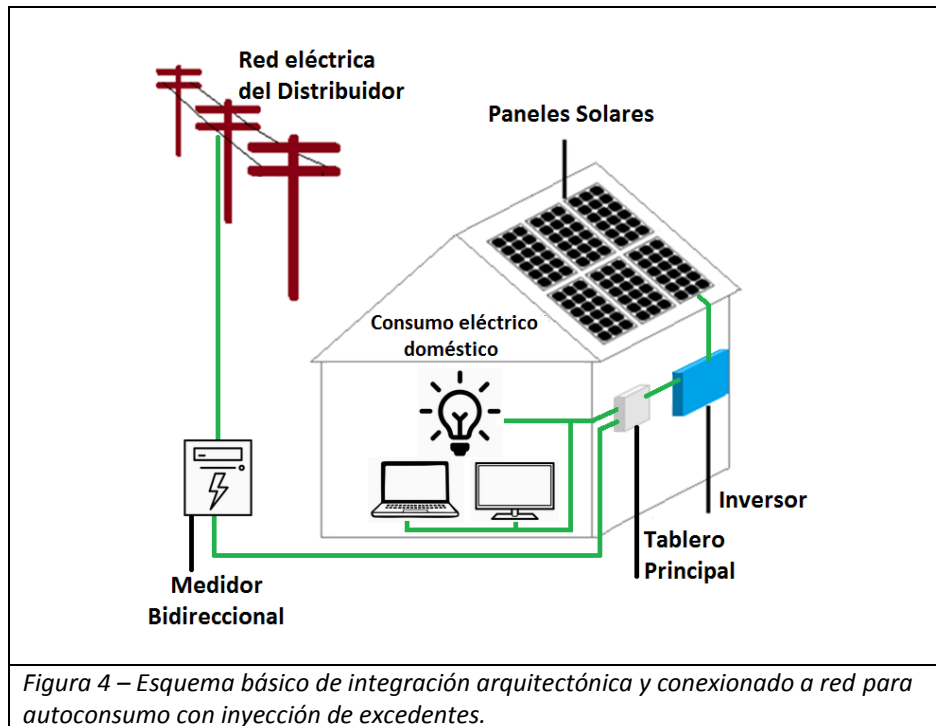 Red eléctrica
del Distribuidor
Paneles Solares
Consumo eléctrico
doméstico
Inversor
Tablero
Principal
Medidor
Bidireccional
Figura 4 – Esquema básico de integración arquitectónica y conexionado a red para
autoconsumo con inyección de excedentes.